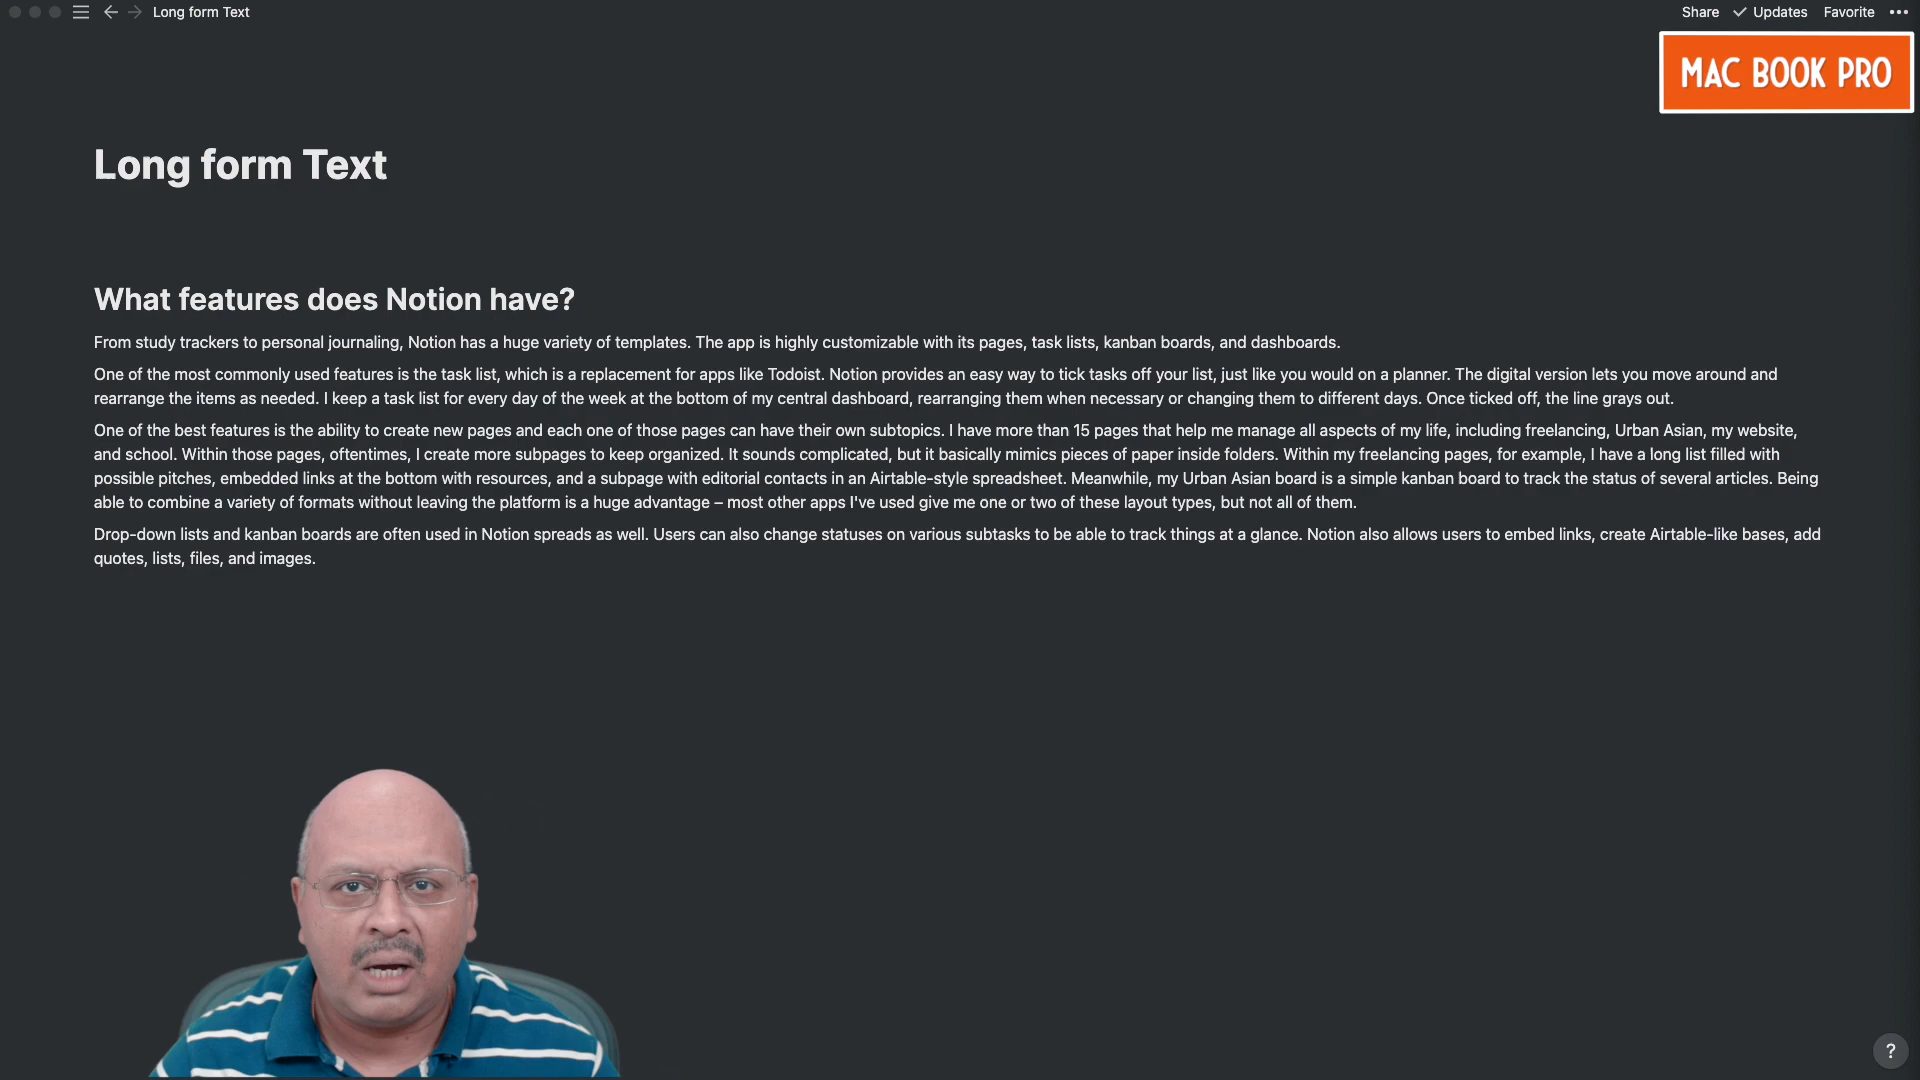 Long form Text
Share
Updates
Favorite
MAC BOOK PRO
Long form Text
What features does Notion have?
From study trackers to personal journaling, Notion has a huge variety of templates. The app is highly customizable with its pages, task lists, kanban boards, and dashboards.
One of the most commonly used features is the task list, which is a replacement for apps like Todoist. Notion provides an easy way to tick tasks off your list, just like you would on a planner. The digital version lets you move around and
rearrange the items as needed. I keep a task list for every day of the week at the bottom of my central dashboard, rearranging them when necessary or changing them to different days. Once ticked off, the line grays out.
One of the best features is the ability to create new pages and each one of those pages can have their own subtopics. I have more than 15 pages that help me manage all aspects of my life, including freelancing, Urban Asian, my website,
and school. Within those pages, oftentimes, I create more subpages to keep organized. It sounds complicated, but it basically mimics pieces of paper inside folders. Within my freelancing pages, for example, I have a long list filled with
possible pitches, embedded links at the bottom with resources, and a subpage with editorial contacts in an Airtable-style spreadsheet. Meanwhile, my Urban Asian board is a simple kanban board to track the status of several articles. Being
able to combine a variety of formats without leaving the platform is a huge advantage – most other apps I've used give me one or two of these layout types, but not all of them.
Drop-down lists and kanban boards are often used in Notion spreads as well. Users can also change statuses on various subtasks to be able to track things at a glance. Notion also allows users to embed links, create Airtable-like bases, add
quotes, lists, files, and images.
?